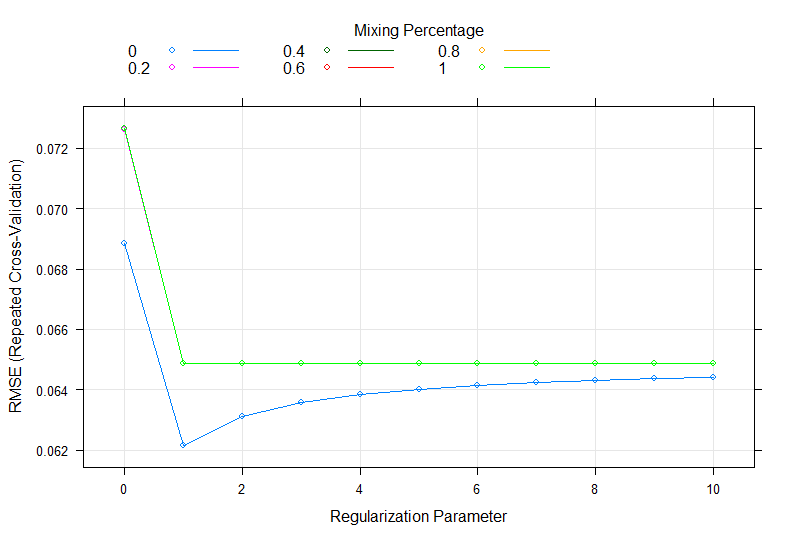 Mixing Percentage
0 0.4 0.8
0.2 0.6 1
RMSE (Repeated Cross-Validation)
0.072
0.070
0.068
0.066
0.064
0.062
0 2 4 6 8 10
Regularization Parameter